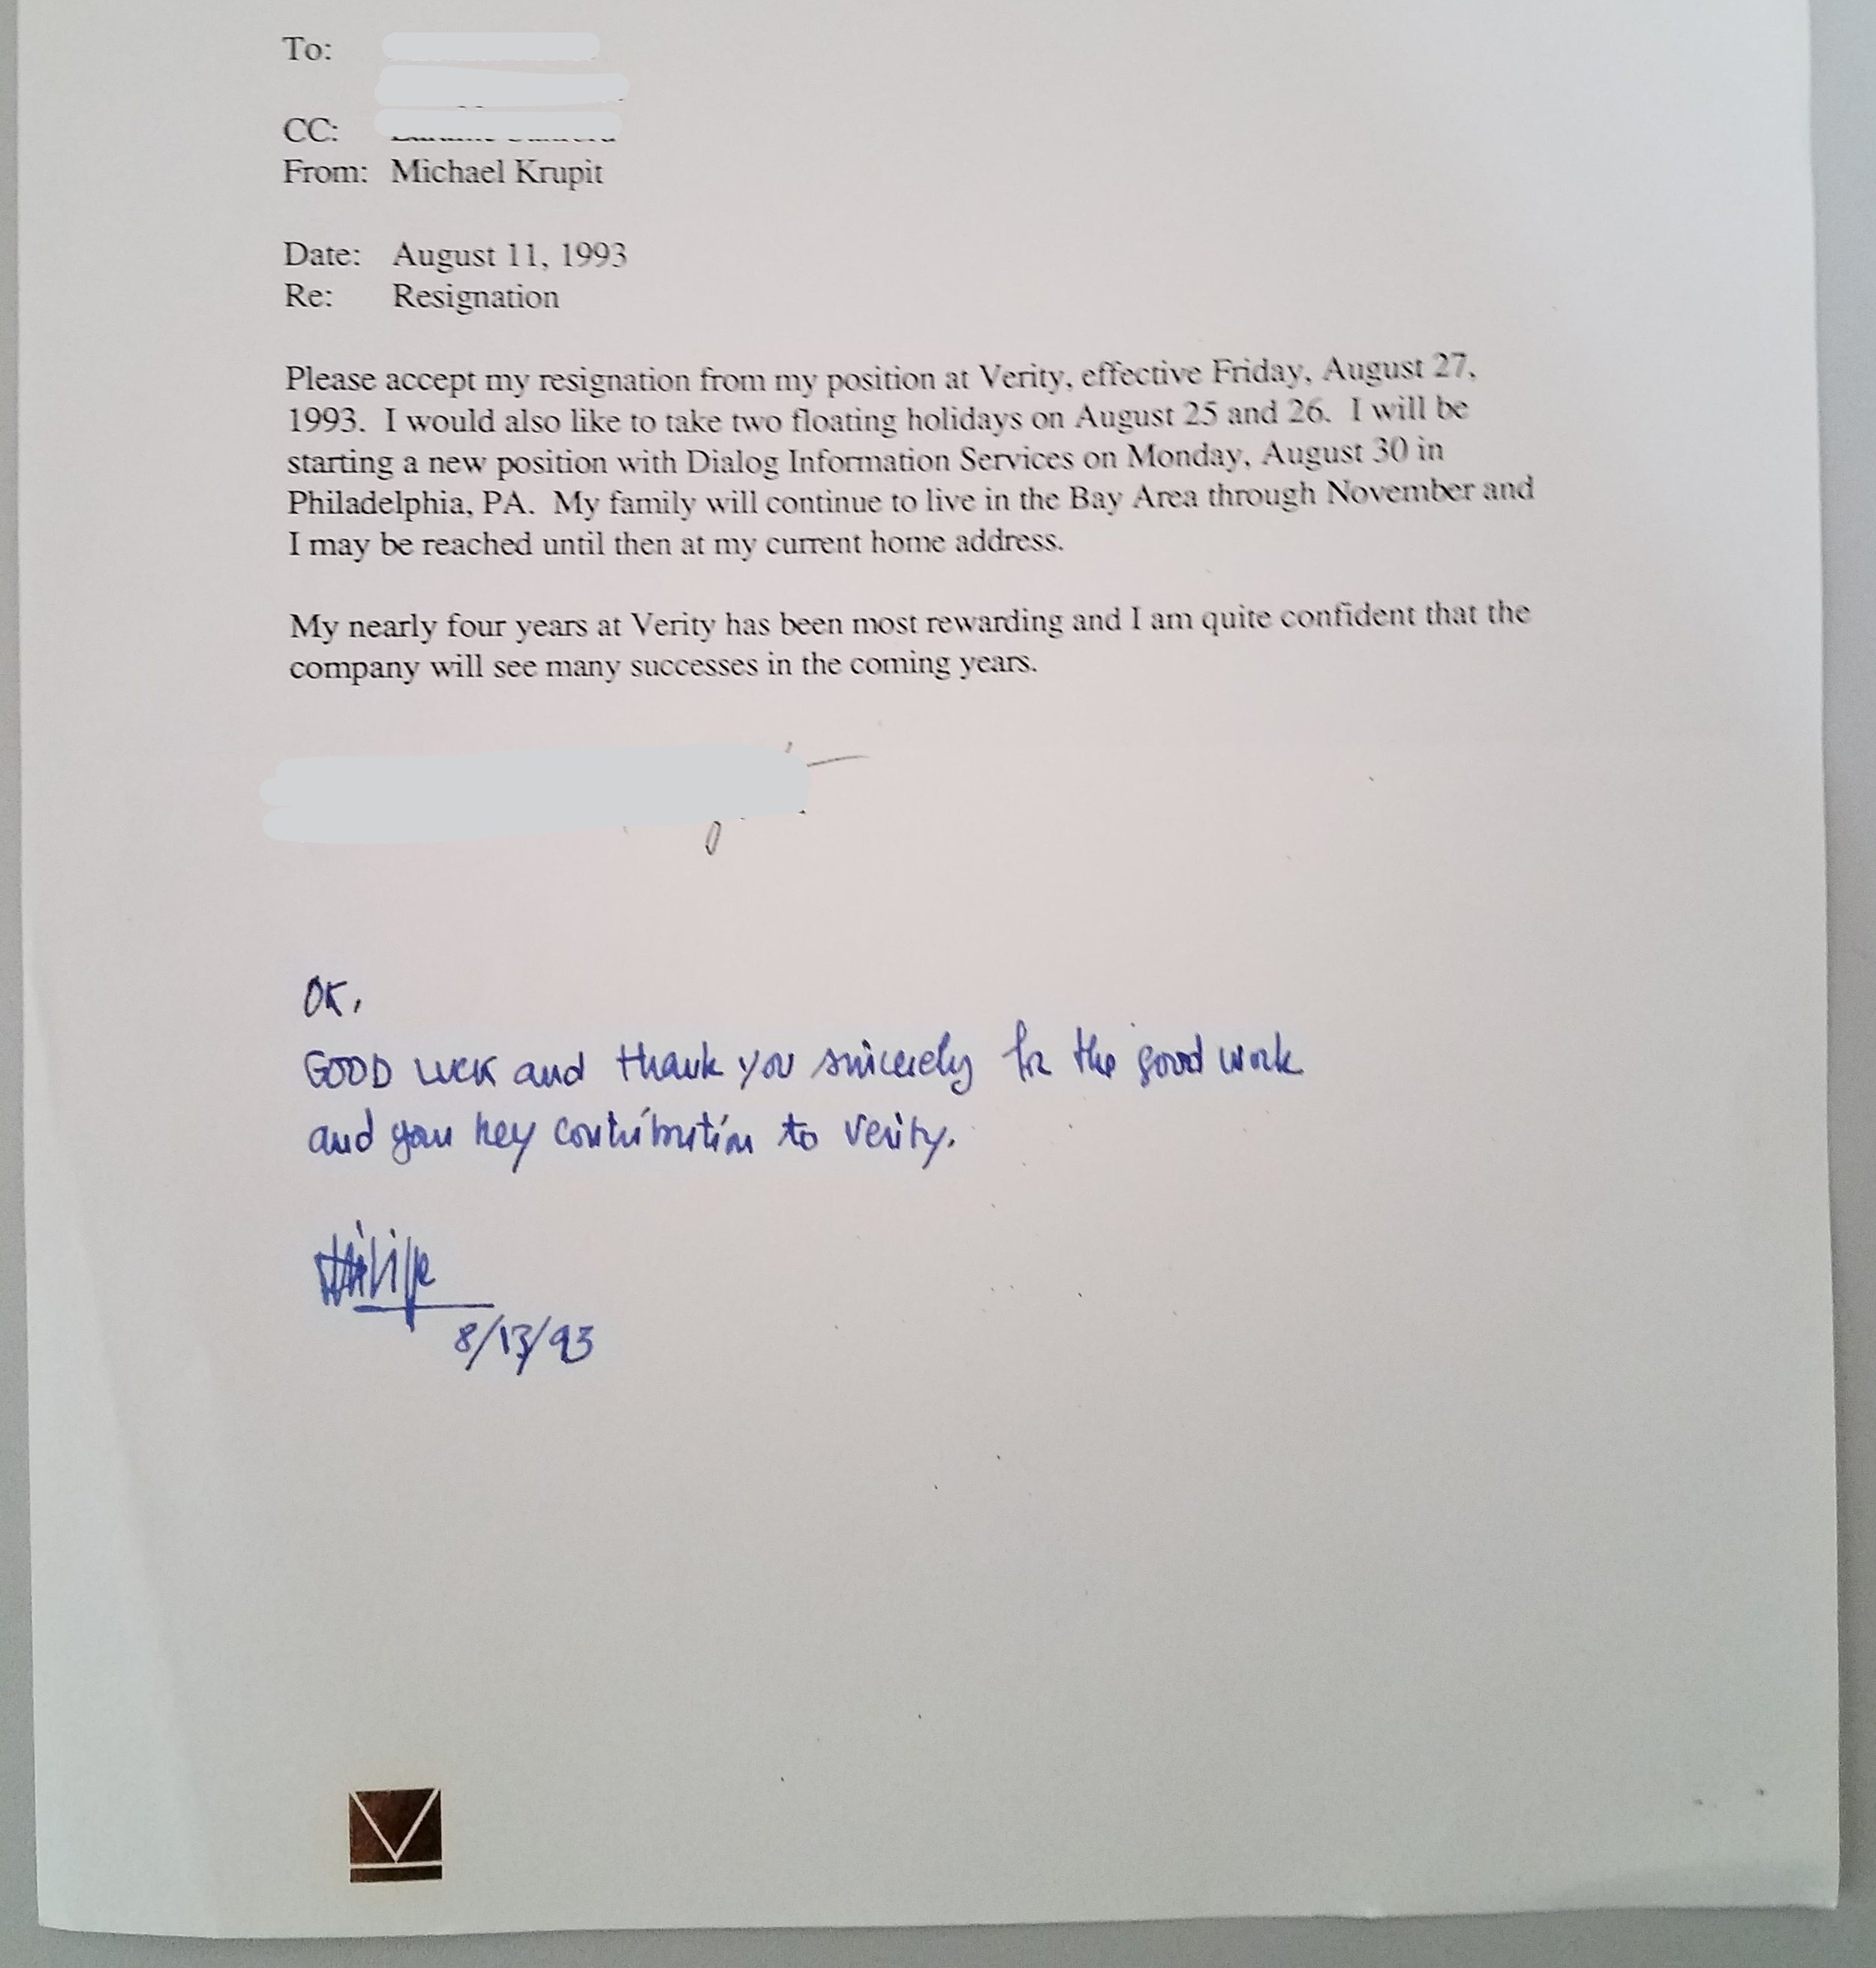 To:
CC:
From: Michael Krupit
Date: August 11, 1993
Re: Resignation
Please accept my resignation from my position at Verity, effective Friday, August 27,
1993. I would also like to take two floating holidays on August 25 and 26. I will be
starting a new position with Dialog Information Services on Monday, August 30 in
Philadelphia, PA. My family will continue to live in the Bay Area through November and
I may be reached until then at my current home address.
My nearly four years at Verity has been most rewarding and I am quite confident that the
company will see many successes in the coming years.
OK,
GOOD LUCK and thank you sincerely for the good work
and your key contribution to Verity.
Philippe
8/13/93